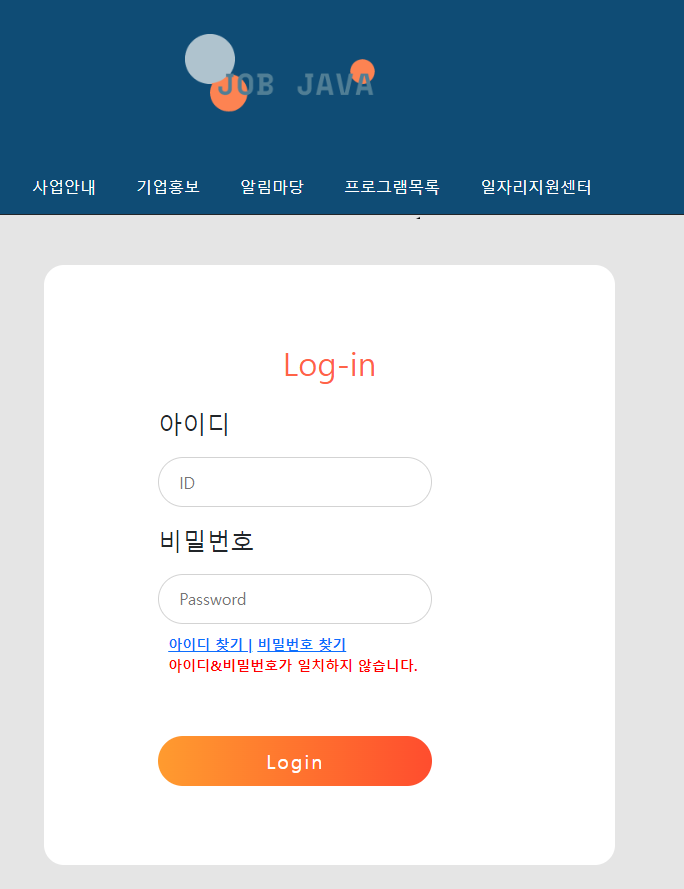 JOB JAVA
사업안내 기업홍보 알림마당 프로그램목록 일자리지원센터
Log-in
아이디
ID
비밀번호
Password
아이디 찾기 | 비밀번호 찾기
아이디&비밀번호가 일치하지 않습니다.
Login